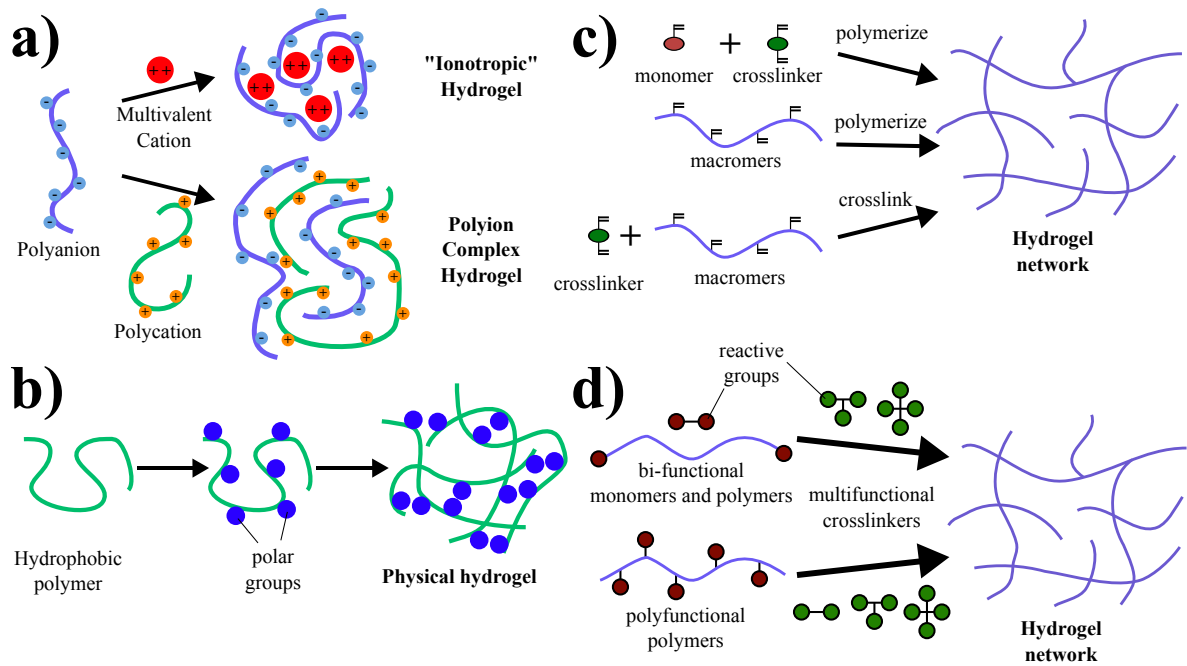 a)
++
Multivalent
Cation
"Ionotropic"
Hydrogel
++
++
++
++
Polyanion
Polycation
Polyion
Complex
Hydrogel
b)
Hydrophobic
polymer
polar
groups
Physical hydrogel
c)
+
monomer
crosslinker
polymerize
macromers
polymerize
+
crosslinker
macromers
crosslink
Hydrogel
network
d)
reactive
groups
bi-functional
monomers and polymers
multifunctional
crosslinkers
polyfunctional
polymers
Hydrogel
network